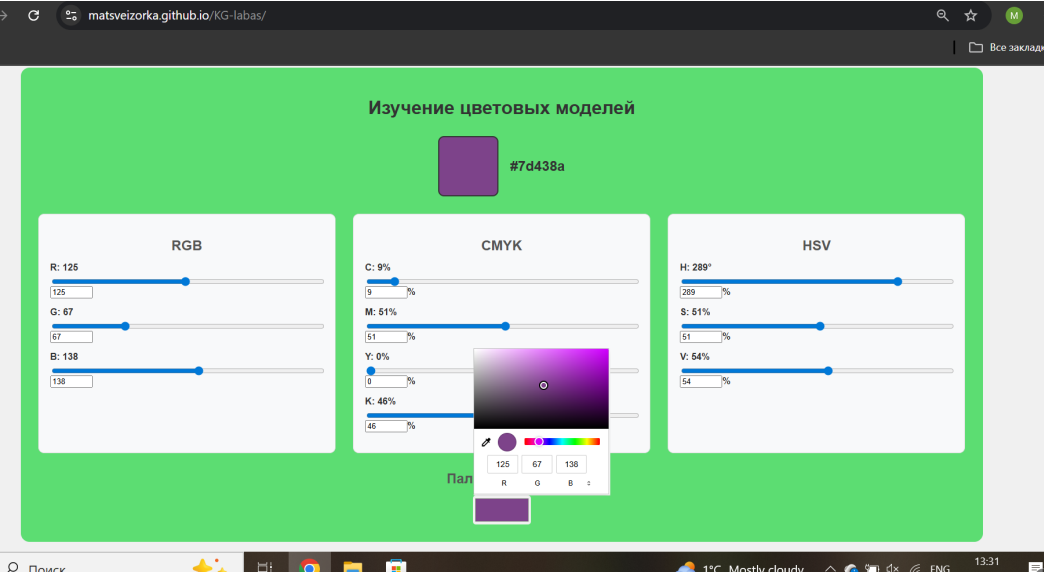 matsveizorka.github.io/KG-labas/
M
Все заклад
Изучение цветовых моделей
#7d438a
RGB
R: 125
125
G: 67
67
B: 138
138
CMYK
C: 9%
9 %
M: 51%
51 %
Y: 0%
0 %
K: 46%
46 %
HSV
H: 289°
289 %
S: 51%
51 %
V: 54%
54 %
125 67 138
R G B
Пал
Поиск
1°C Mostly cloudy
ENG
13:31